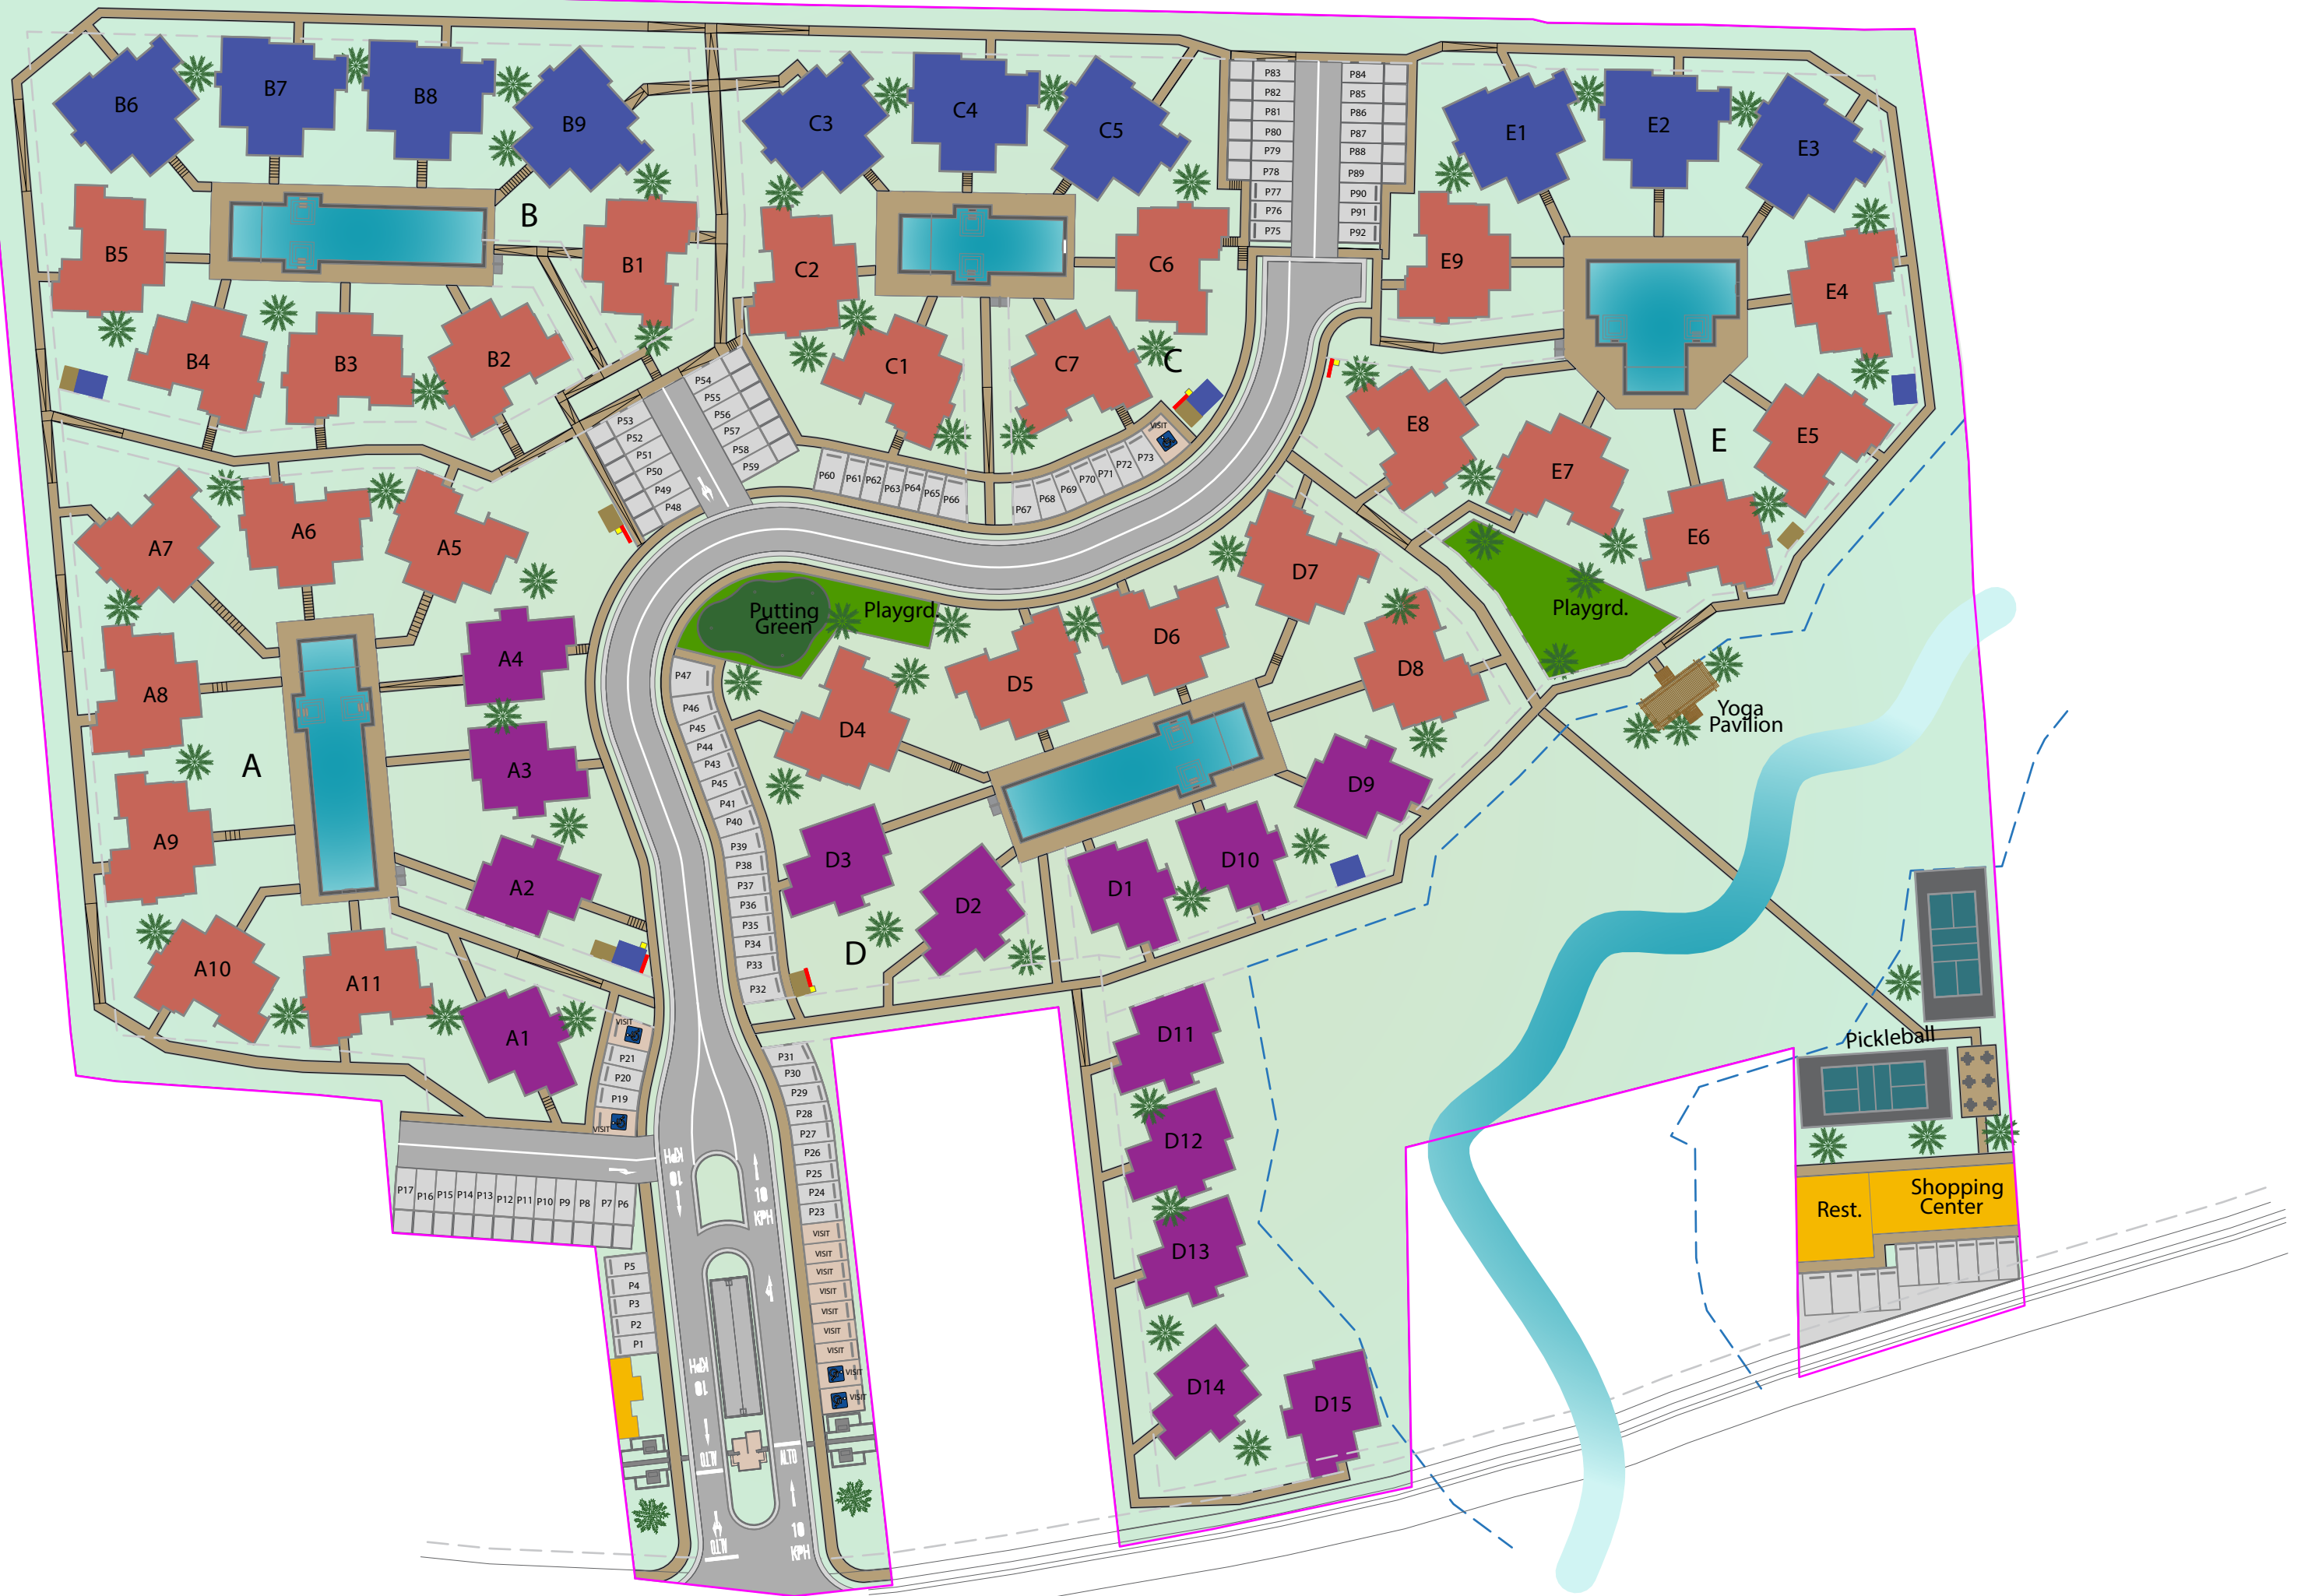 B6
B7
B8
B9
C3
C4
C5
P83
P84
P82
P85
P81
P86
P80
P87
P79
P88
P78
P89
P77
P90
P76
P91
P75
P92
E1
E2
E3
B5
B
B1
C2
C6
E9
E4
B4
B3
B2
C1
C7
C
E8
E7
E
E5
E6
P54
P55
P56
P57
P58
P59
P53
P52
P51
P50
P49
P48
P60
P61
P62
P63
P64
P65
P66
P67
P68
P69
P70
P71
P72
P73
VISIT
A7
A6
A5
A4
A8
A3
A
A9
A2
A10
A11
A1
Putting
Green
Playgrd.
D7
D6
D5
D8
D4
D9
D3
D10
D2
D1
D
Playgrd.
Yoga
Pavilion
P47
P46
P45
P44
P43
P45
P41
P40
P39
P38
P37
P36
P35
P34
P33
P32
VISIT
P21
P20
P19
VISIT
P31
P30
P29
P28
P27
P26
P25
P24
P23
VISIT
VISIT
VISIT
VISIT
VISIT
VISIT
VISIT
VISIT
VISIT
P17
P16
P15
P14
P13
P12
P11
P10
P9
P8
P7
P6
P5
P4
P3
P2
P1
10
KPH
10
KPH
10
KPH
10
KPH
ALTO
ALTO
ALTO
D11
D12
D13
D14
D15
Pickleball
Rest.
Shopping
Center